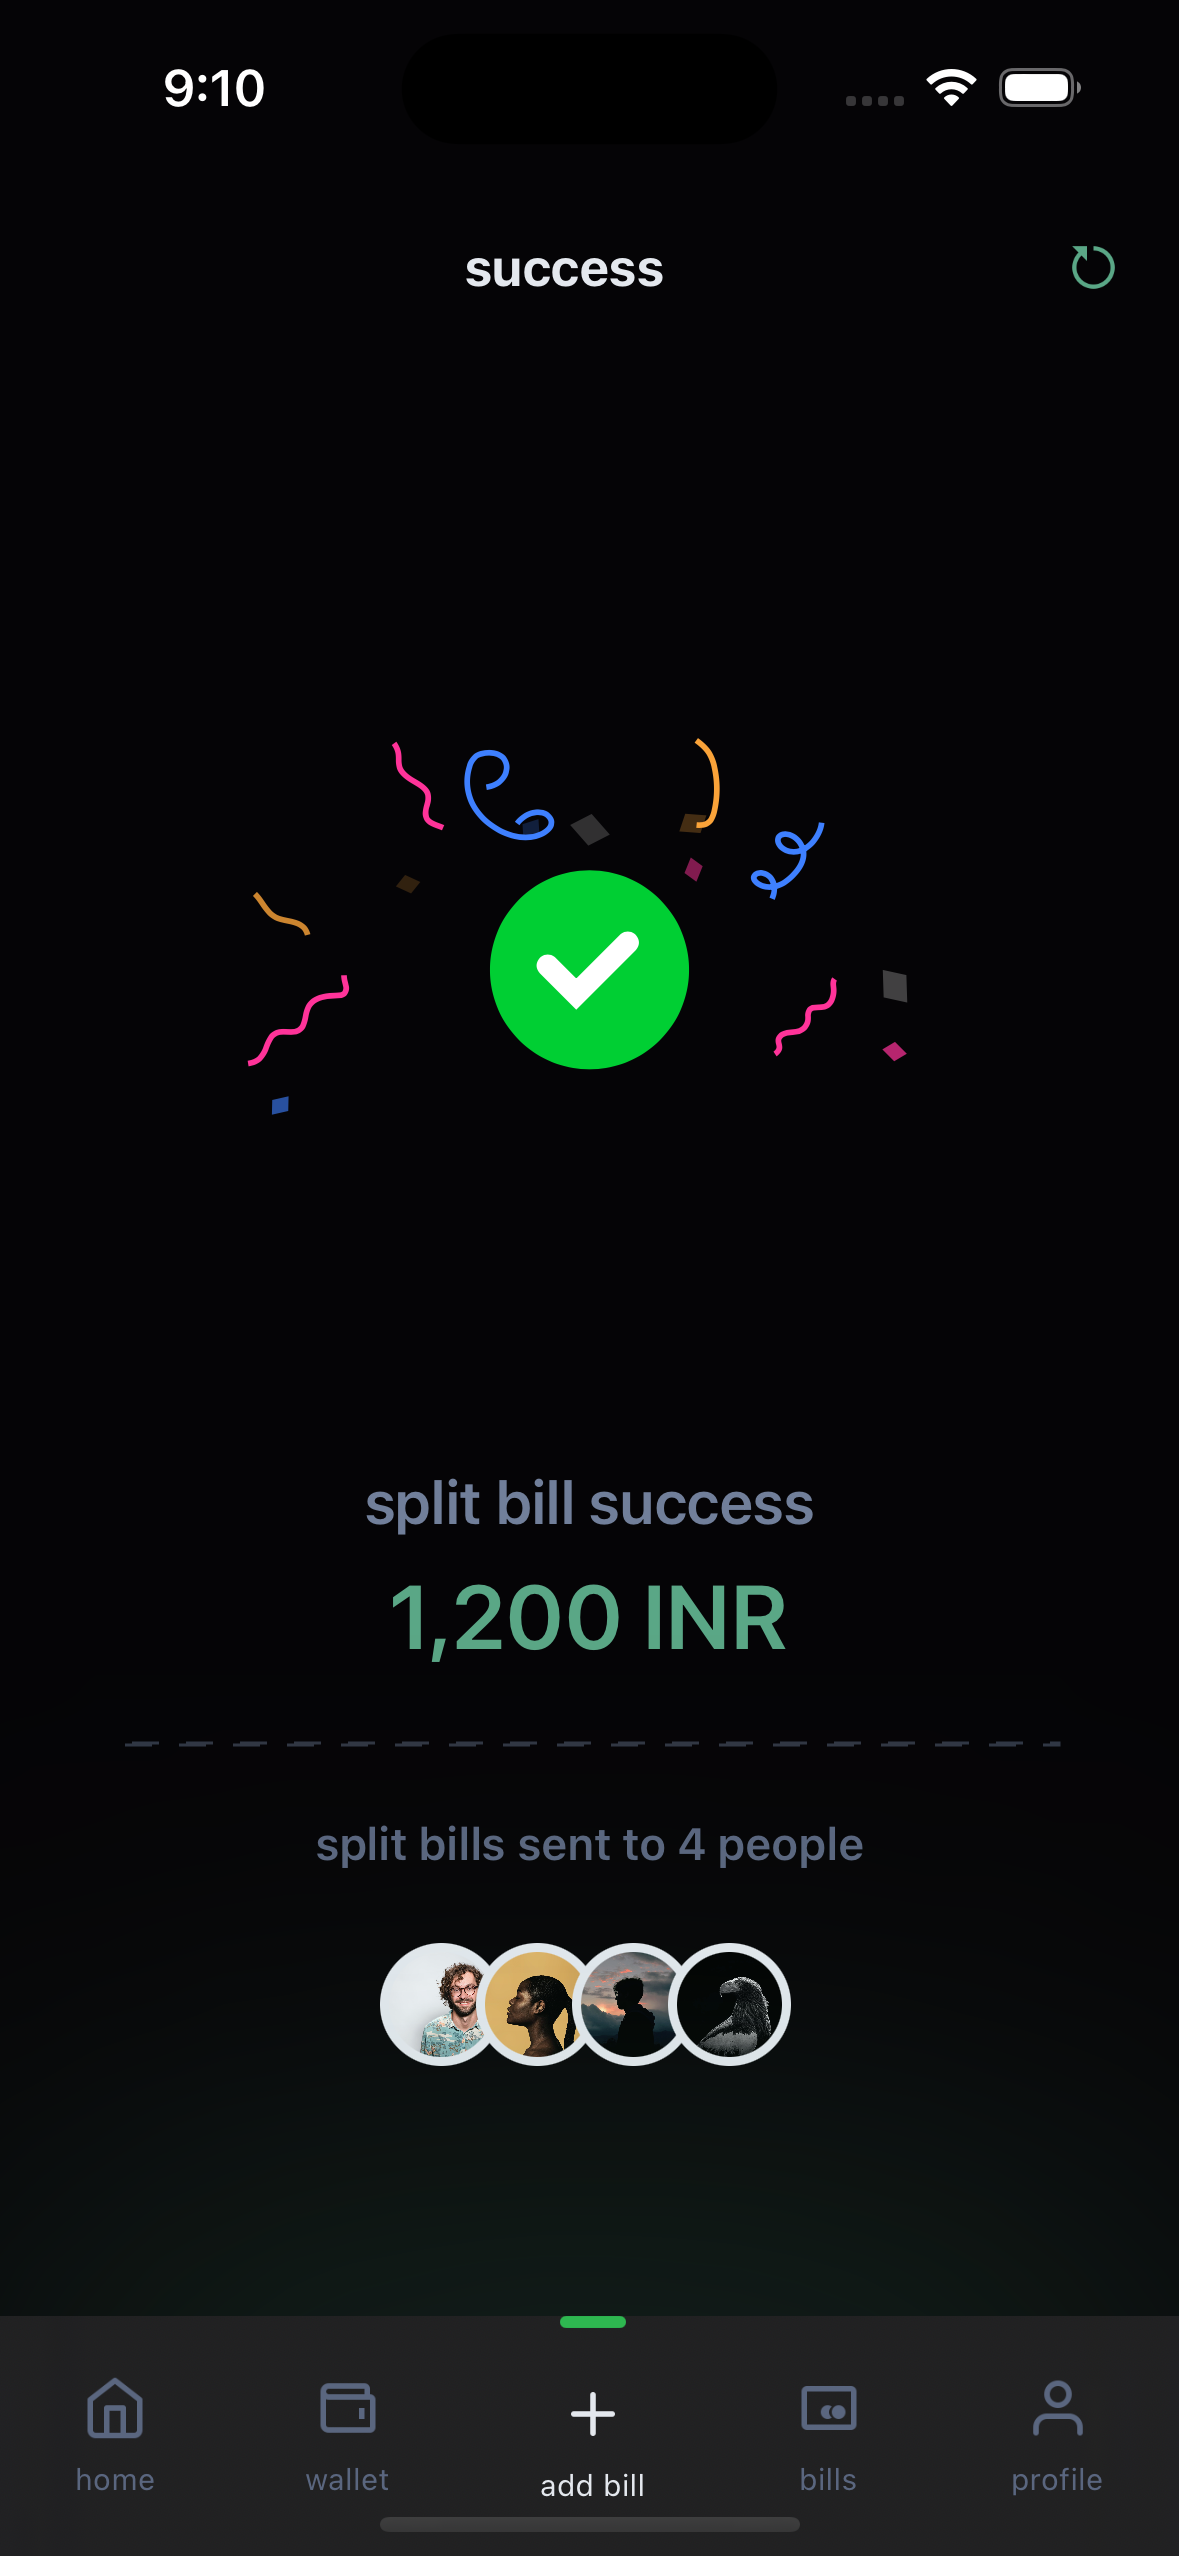 9:10
success
split bill success
1,200 INR
split bills sent to 4 people
home
wallet
add bill
bills
profile